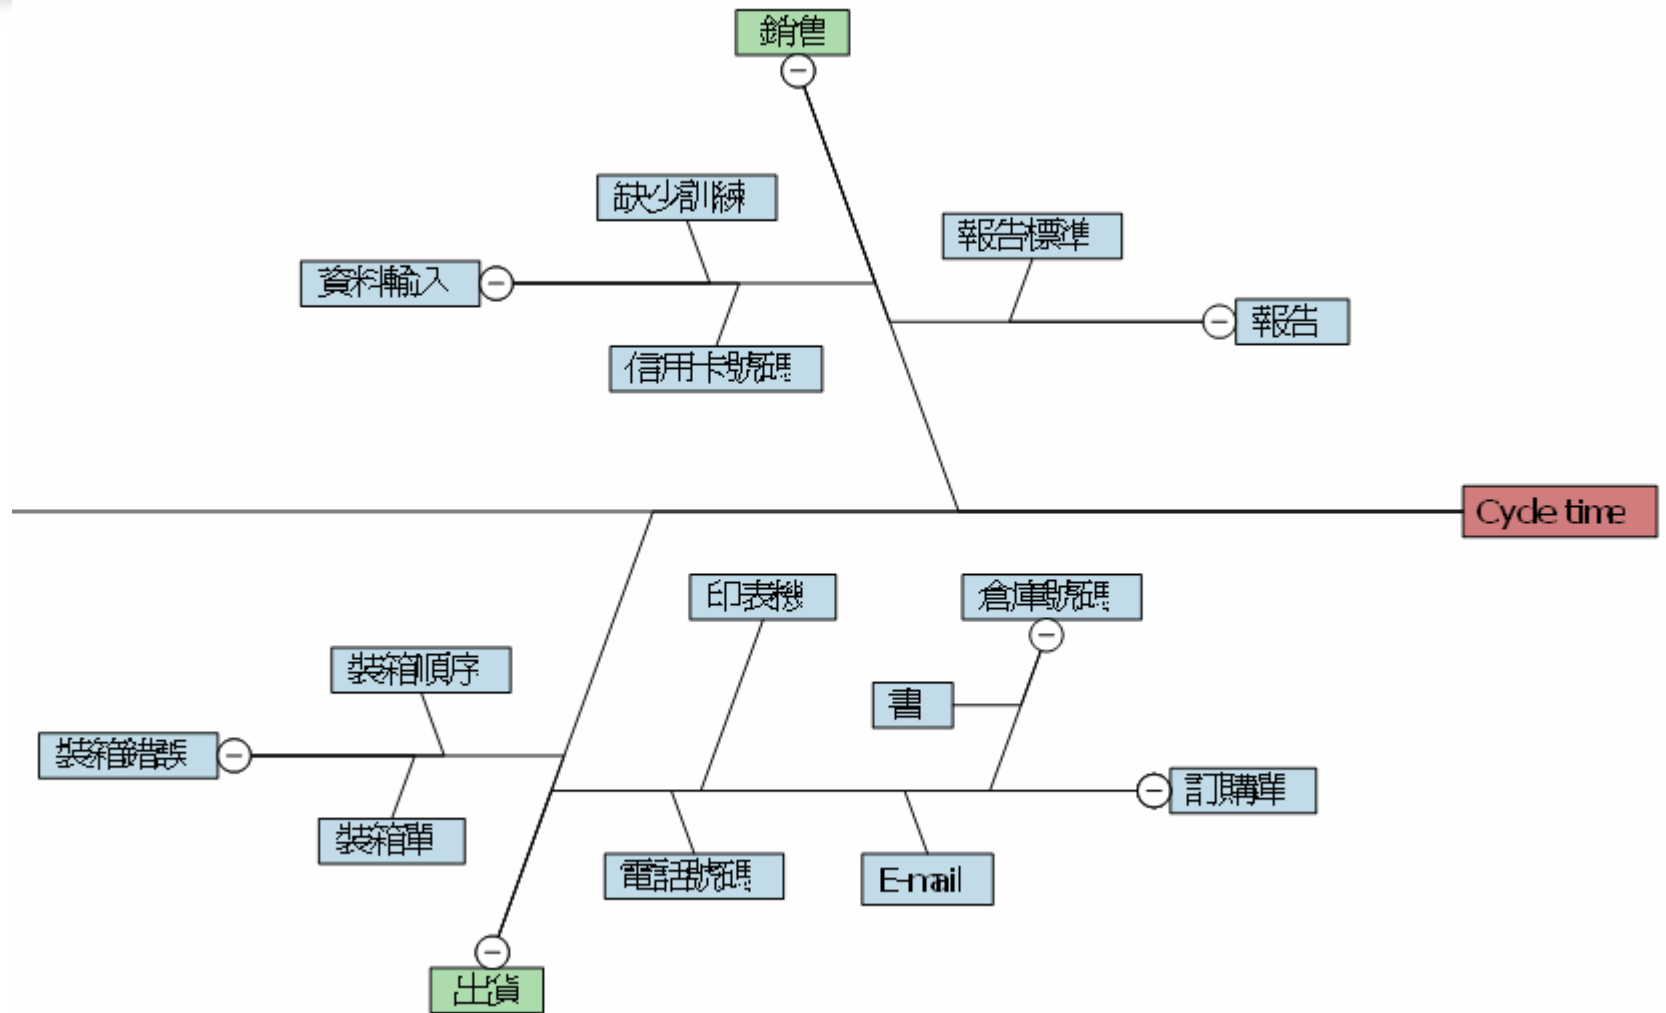 銷售
缺少訓練
報告標準
資料輸入
報告
信用卡號碼
Cycle time
印表機
倉庫號碼
裝箱順序
書
裝箱錯誤
訂購單
裝箱單
電話號碼
E-mail
出貨